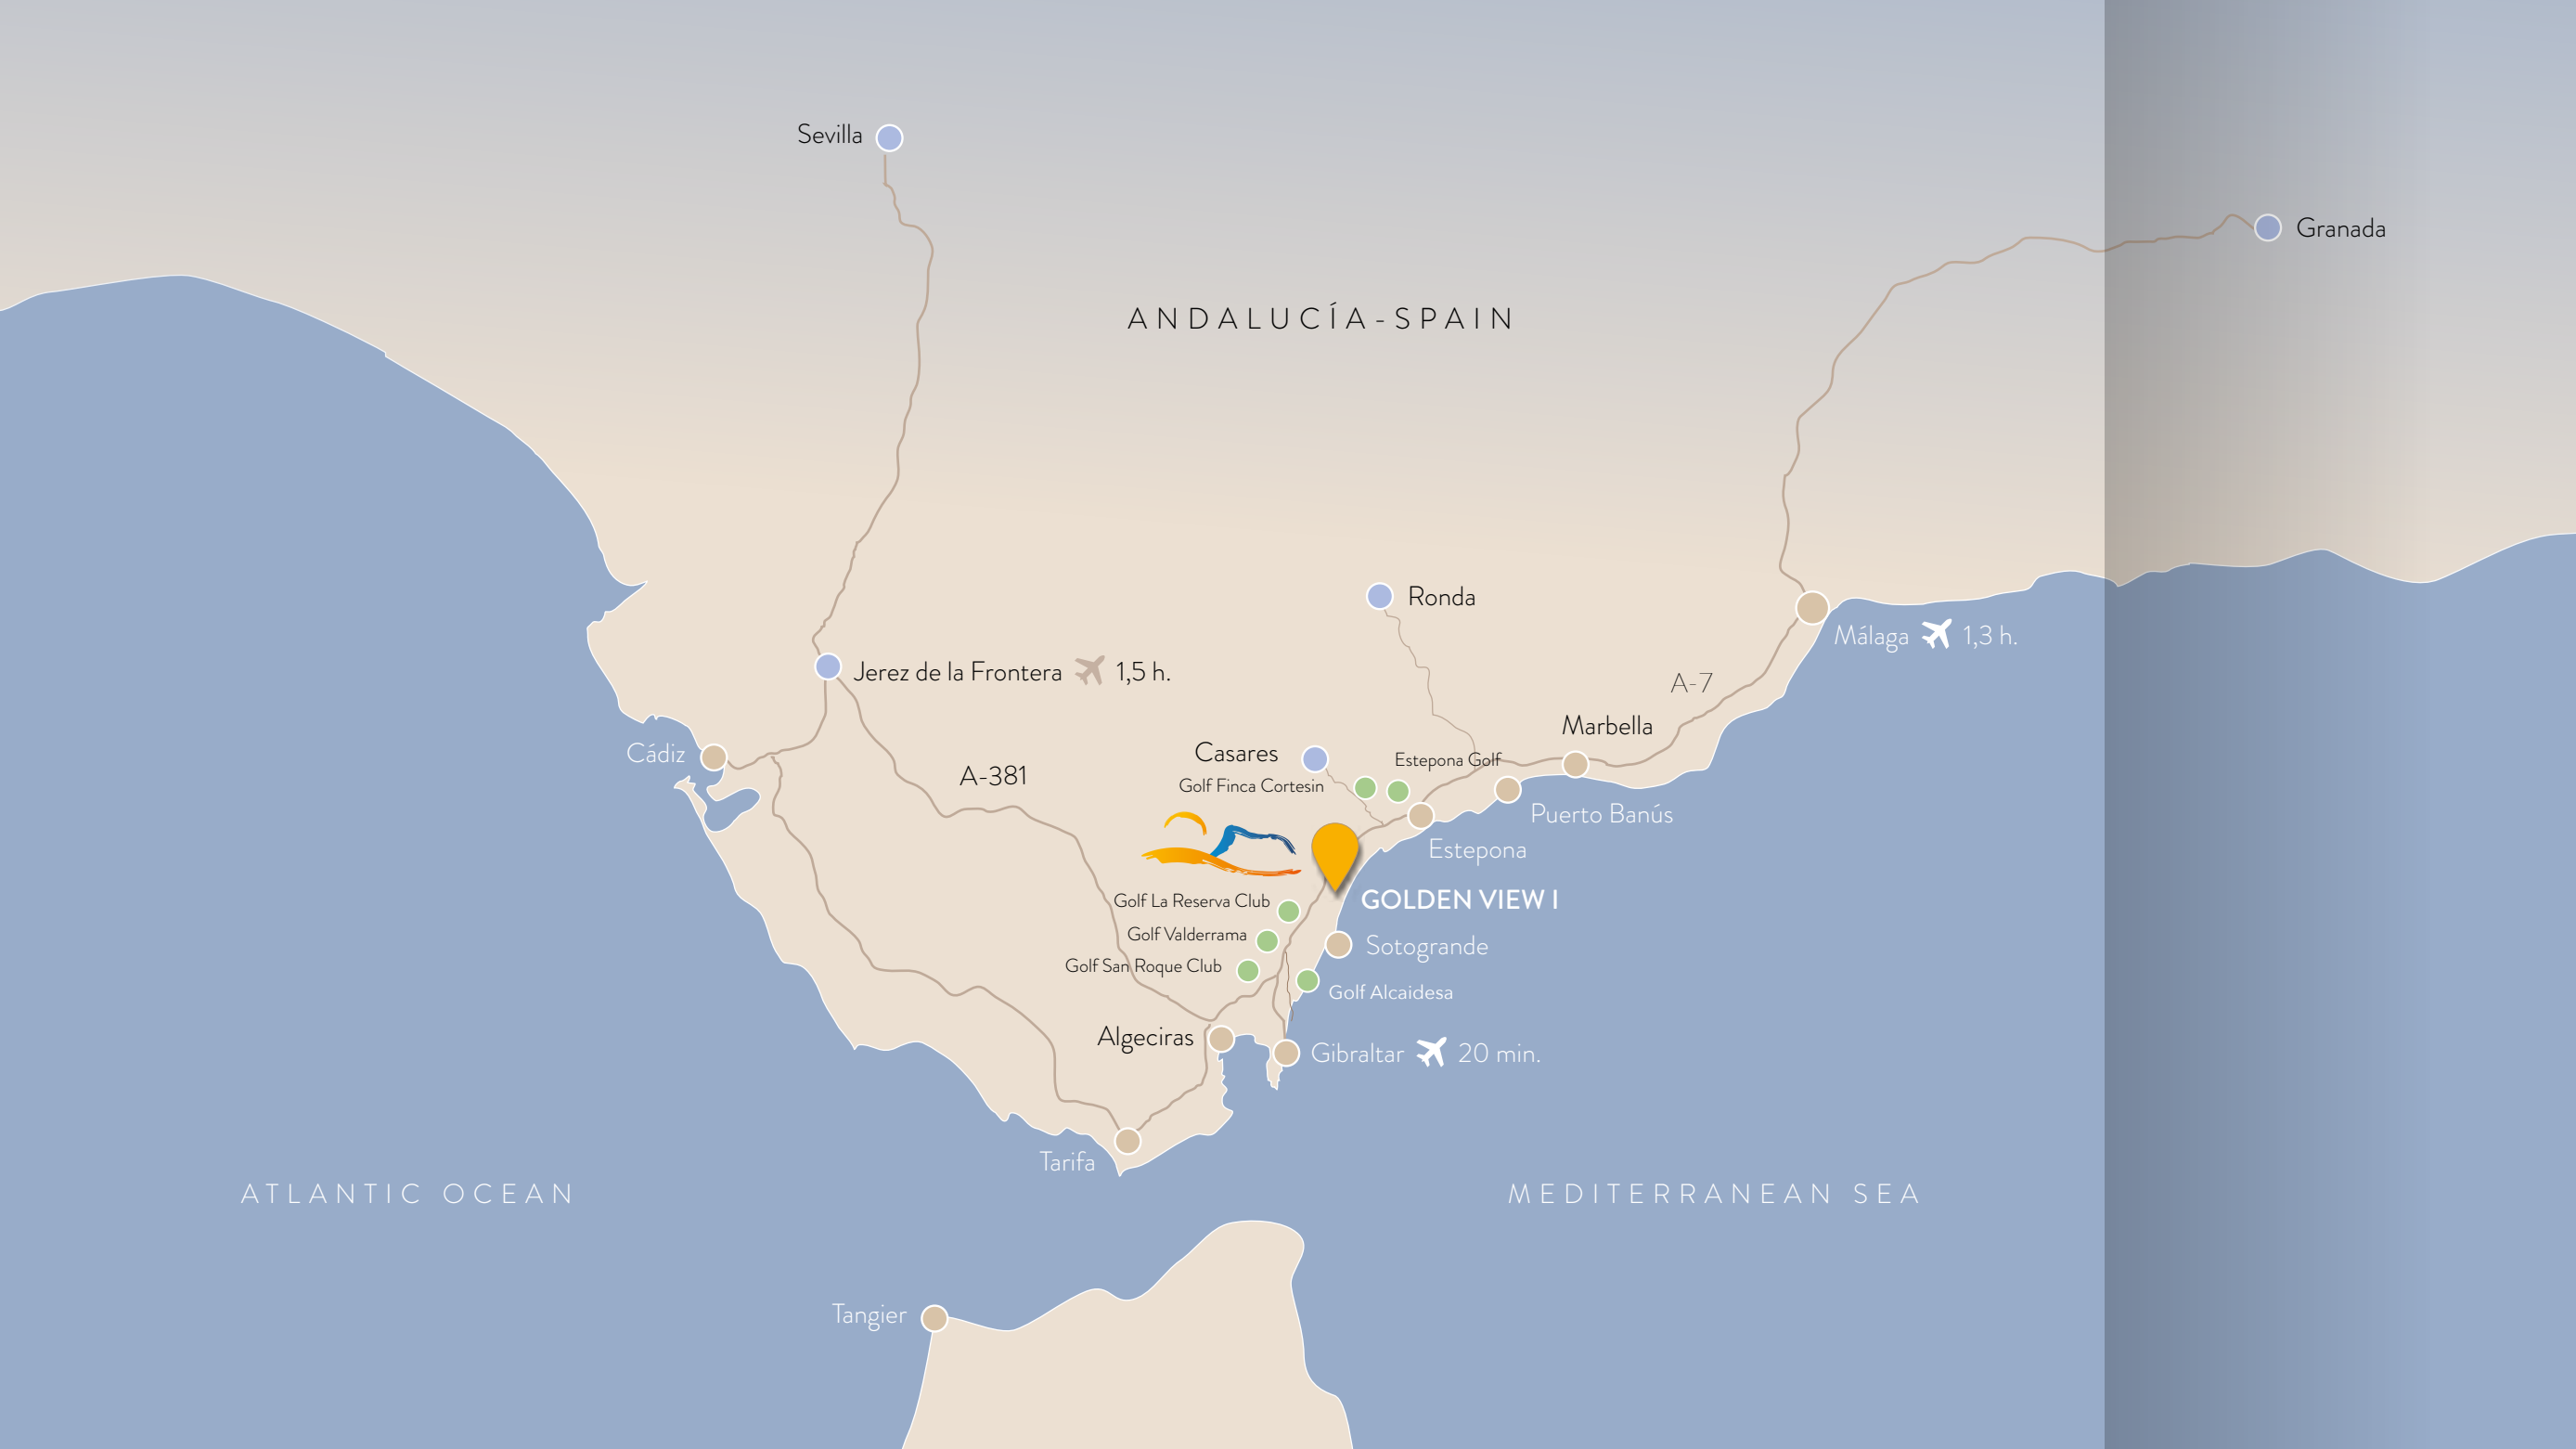 Sevilla
Granada
ANDALUCÍA-SPAIN
Ronda
Málaga 1,3 h.
Jerez de la Frontera 1,5 h.
A-7
Marbella
Cádiz
Casares
Estepona Golf
A-381
Golf Finca Cortesin
Puerto Banús
Estepona
GOLDEN VIEW I
Golf La Reserva Club
Golf Valderrama
Sotogrande
Golf San Roque Club
Golf Alcaidesa
Algeciras
Gibraltar 20 min.
Tarifa
ATLANTIC OCEAN
MEDITERRANEAN SEA
Tangier